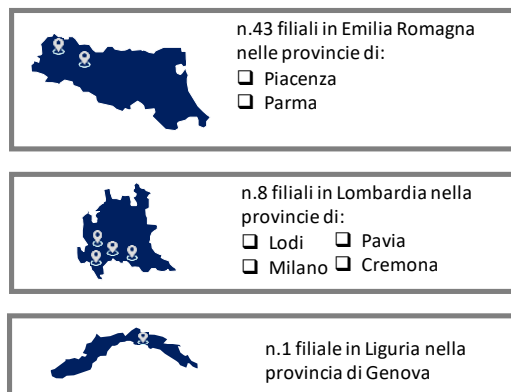 n.43 filiali in Emilia Romagna
nelle provincie di:
❑ Piacenza
❑ Parma
n.8 filiali in Lombardia nella
provincie di:
❑ Lodi ❑ Pavia
❑ Milano ❑ Cremona
n.1 filiale in Liguria nella
provincia di Genova